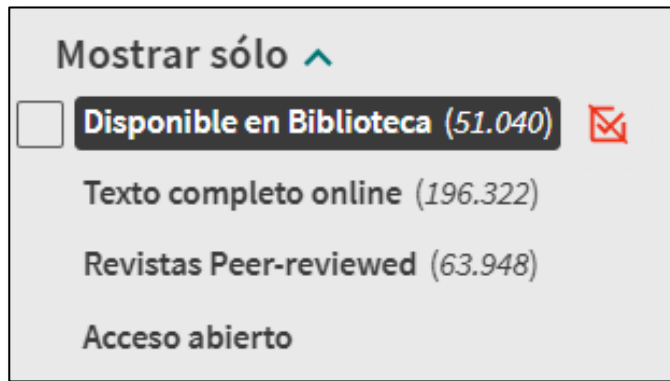 Mostrar sólo
Disponible en Biblioteca (51.040)
Texto completo online (196.322)
Revistas Peer-reviewed (63.948)
Acceso abierto